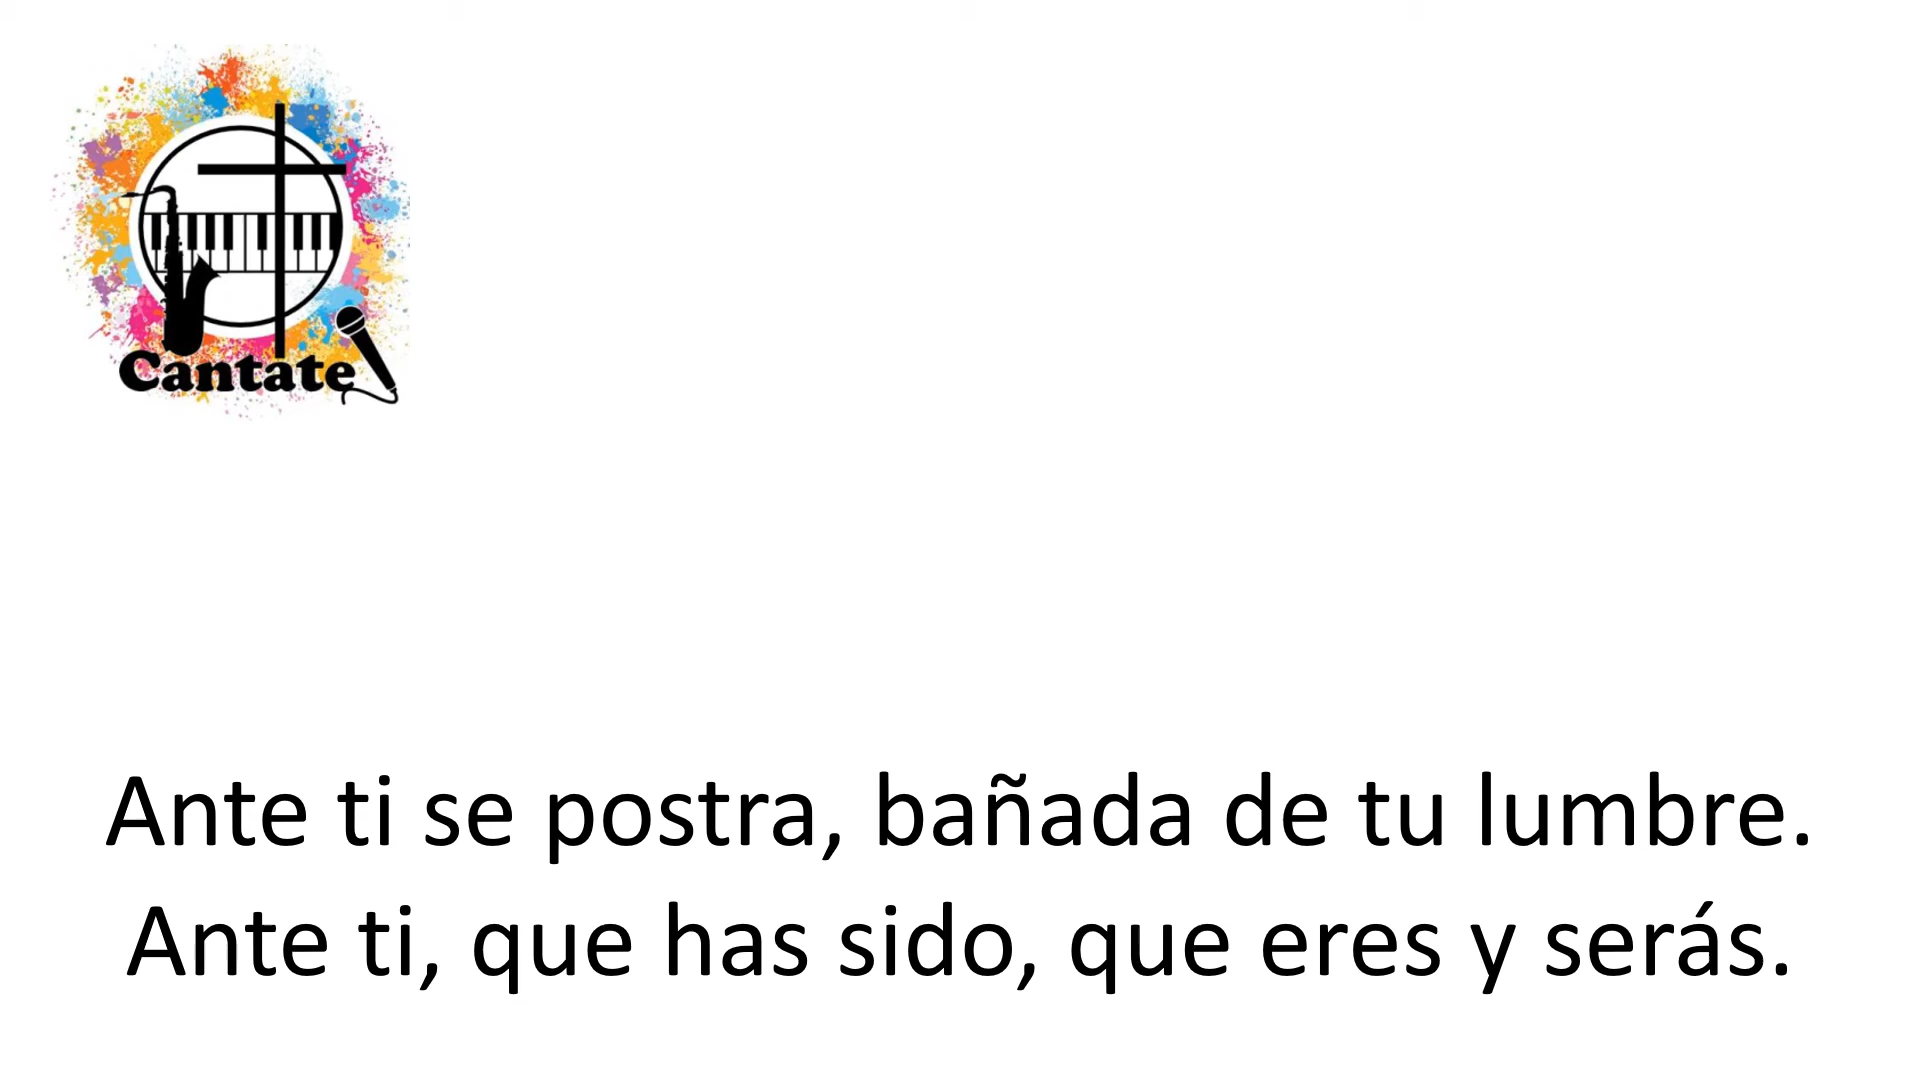 Cantate
Ante ti se postra, bañada de tu lumbre.
Ante ti, que has sido, que eres y serás.